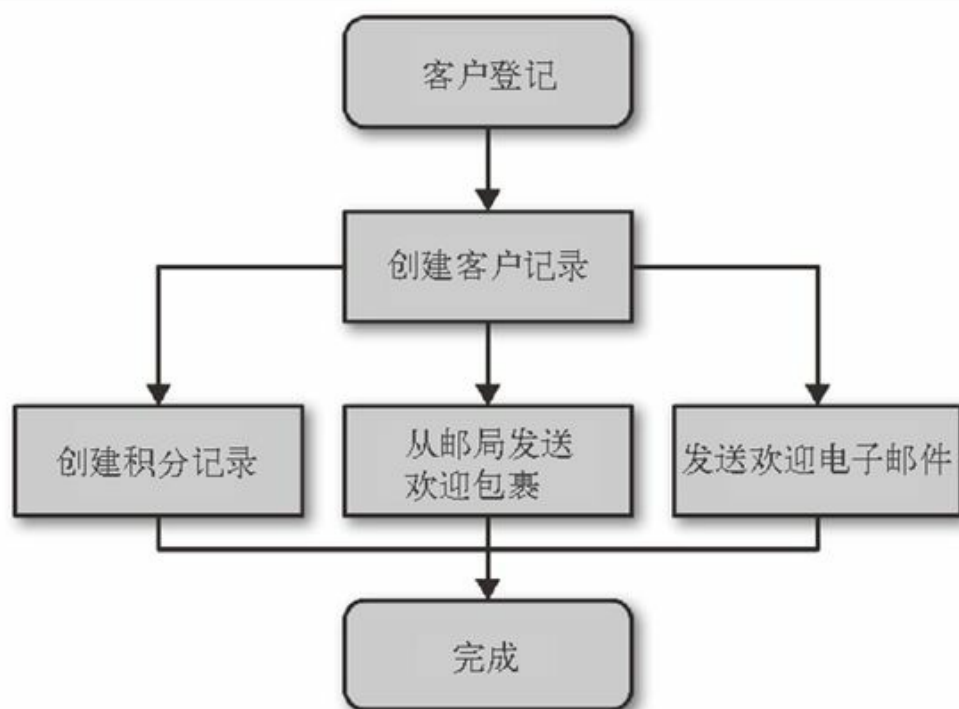 客户登记
创建客户记录
创建积分记录
从邮局发送
欢迎包裹
发送欢迎电子邮件
完成